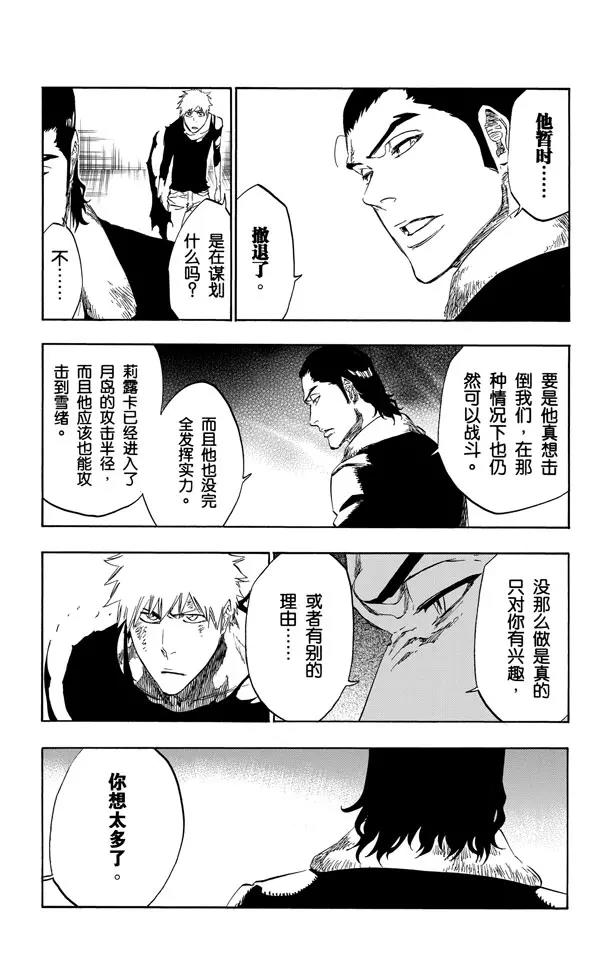 他暂时……
撤退了。
是在谋划
什么吗？
不……
要是他真想击
倒我们，在那
种情况下也仍
然可以战斗。
而且他也没完
全发挥实力。
莉露卡已经进入了
月岛的攻击半径，
而且他应该也能攻
击到雪绪。
没那么做是真的
只对你有兴趣，
或者有别的
理由……
你想太多了。